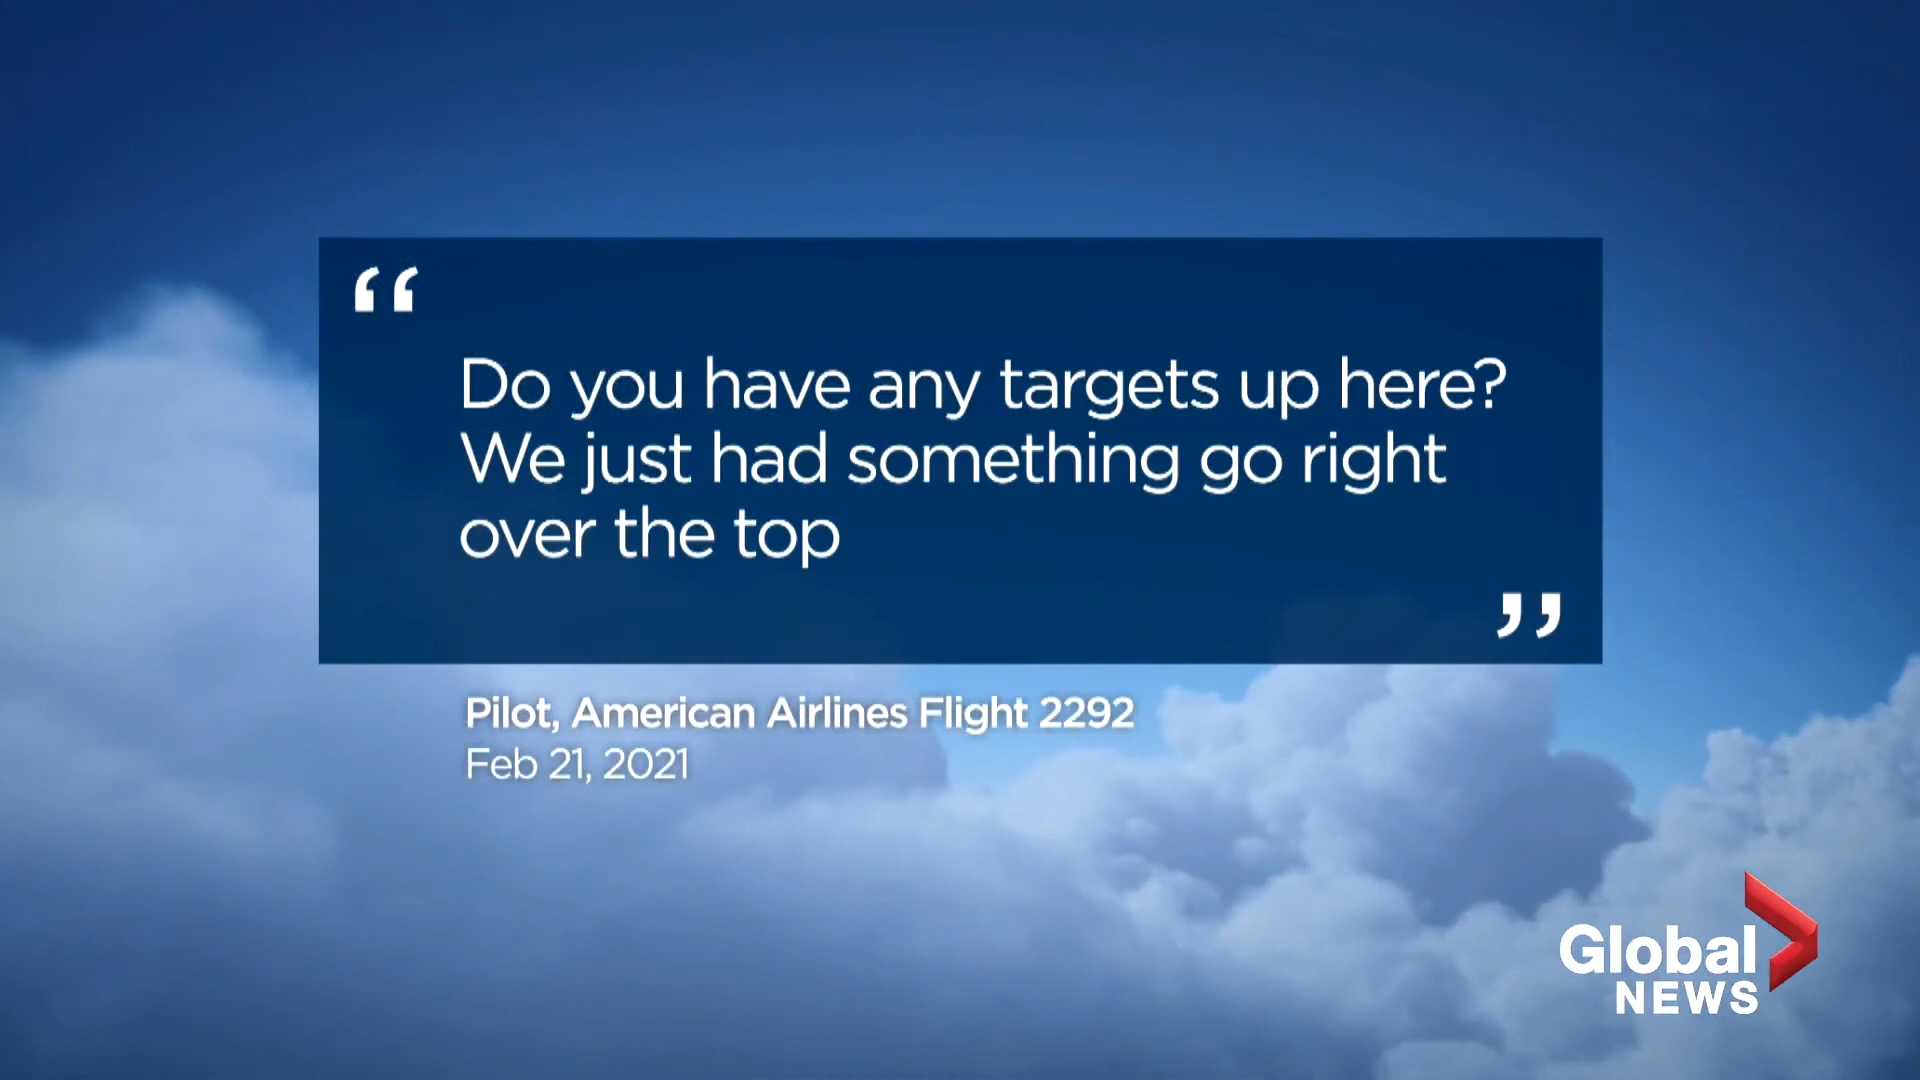 “
Do you have any targets up here?
We just had something go right
over the top
”
Pilot, American Airlines Flight 2292
Feb 21, 2021
Global
NEWS